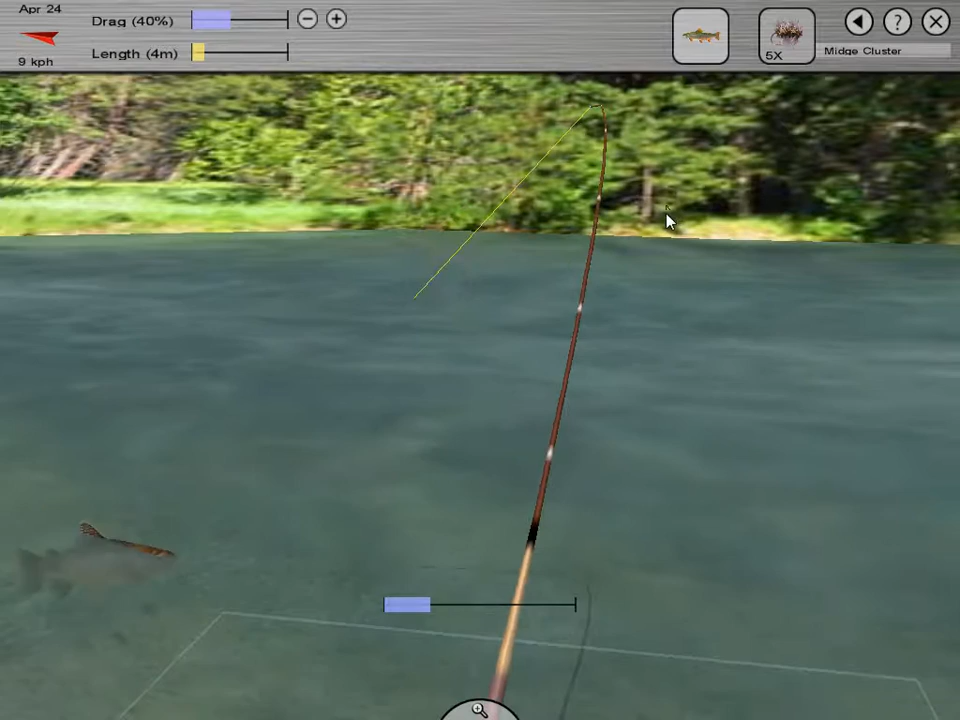 Apr 24
Drag (40%)
9 kph
Length (4m)
5X
Midge Cluster
?